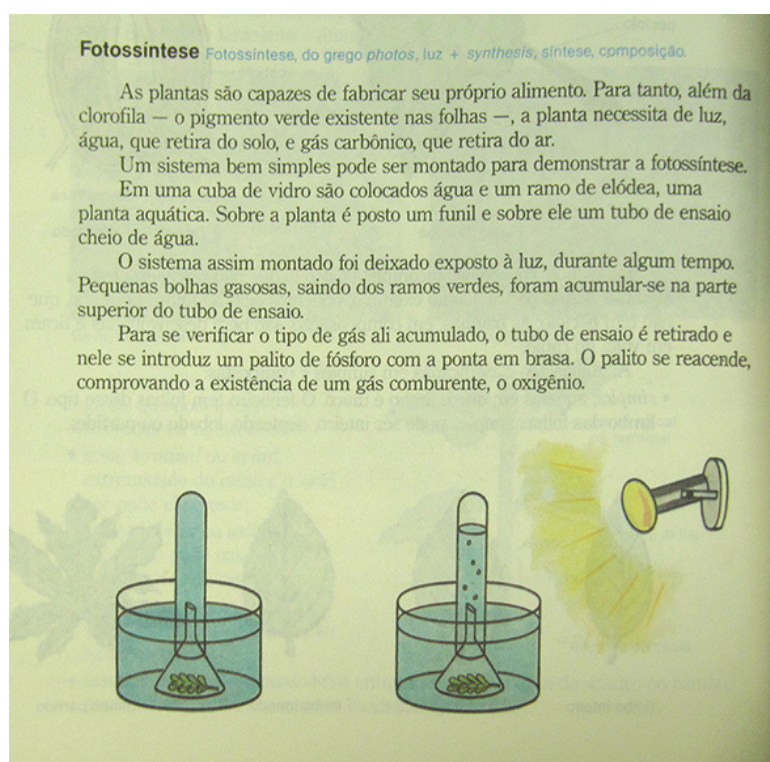 Fotossíntese Fotossíntese, do grego photos, luz + synthesis, síntese, composição.
As plantas são capazes de fabricar seu próprio alimento. Para tanto, além da
clorofila — o pigmento verde existente nas folhas —, a planta necessita de luz,
água, que retira do solo, e gás carbônico, que retira do ar.
Um sistema bem simples pode ser montado para demonstrar a fotossíntese.
Em uma cuba de vidro são colocados água e um ramo de elódea, uma
planta aquática. Sobre a planta é posto um funil e sobre ele um tubo de ensaio
cheio de água.
O sistema assim montado foi deixado exposto à luz, durante algum tempo.
Pequenas bolhas gasosas, saindo dos ramos verdes, foram acumular-se na parte
superior do tubo de ensaio.
Para se verificar o tipo de gás ali acumulado, o tubo de ensaio é retirado e
nele se introduz um palito de fósforo com a ponta em brasa. O palito se reacende,
comprovando a existência de um gás comburente, o oxigênio.